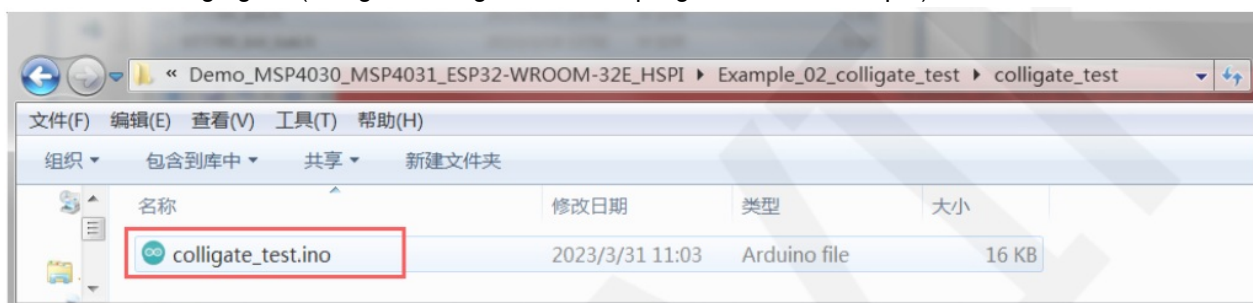 « Demo_MSP4030_MSP4031_ESP32-WROOM-32E_HSPI ▸ Example_02_colligate_test ▸ colligate_test
文件(F) 编辑(E) 查看(V) 工具(T) 帮助(H)
组织 包含到库中 共享 新建文件夹
名称 修改日期 类型 大小
colligate_test.ino 2023/3/31 11:03 Arduino file 16 KB